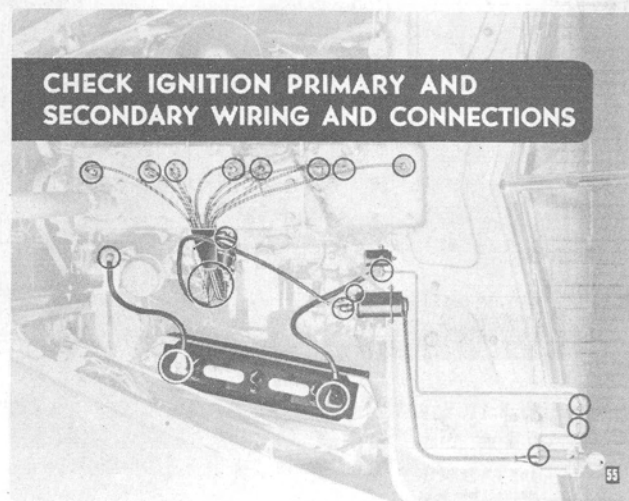 CHECK IGNITION PRIMARY AND
SECONDARY WIRING AND CONNECTIONS
55